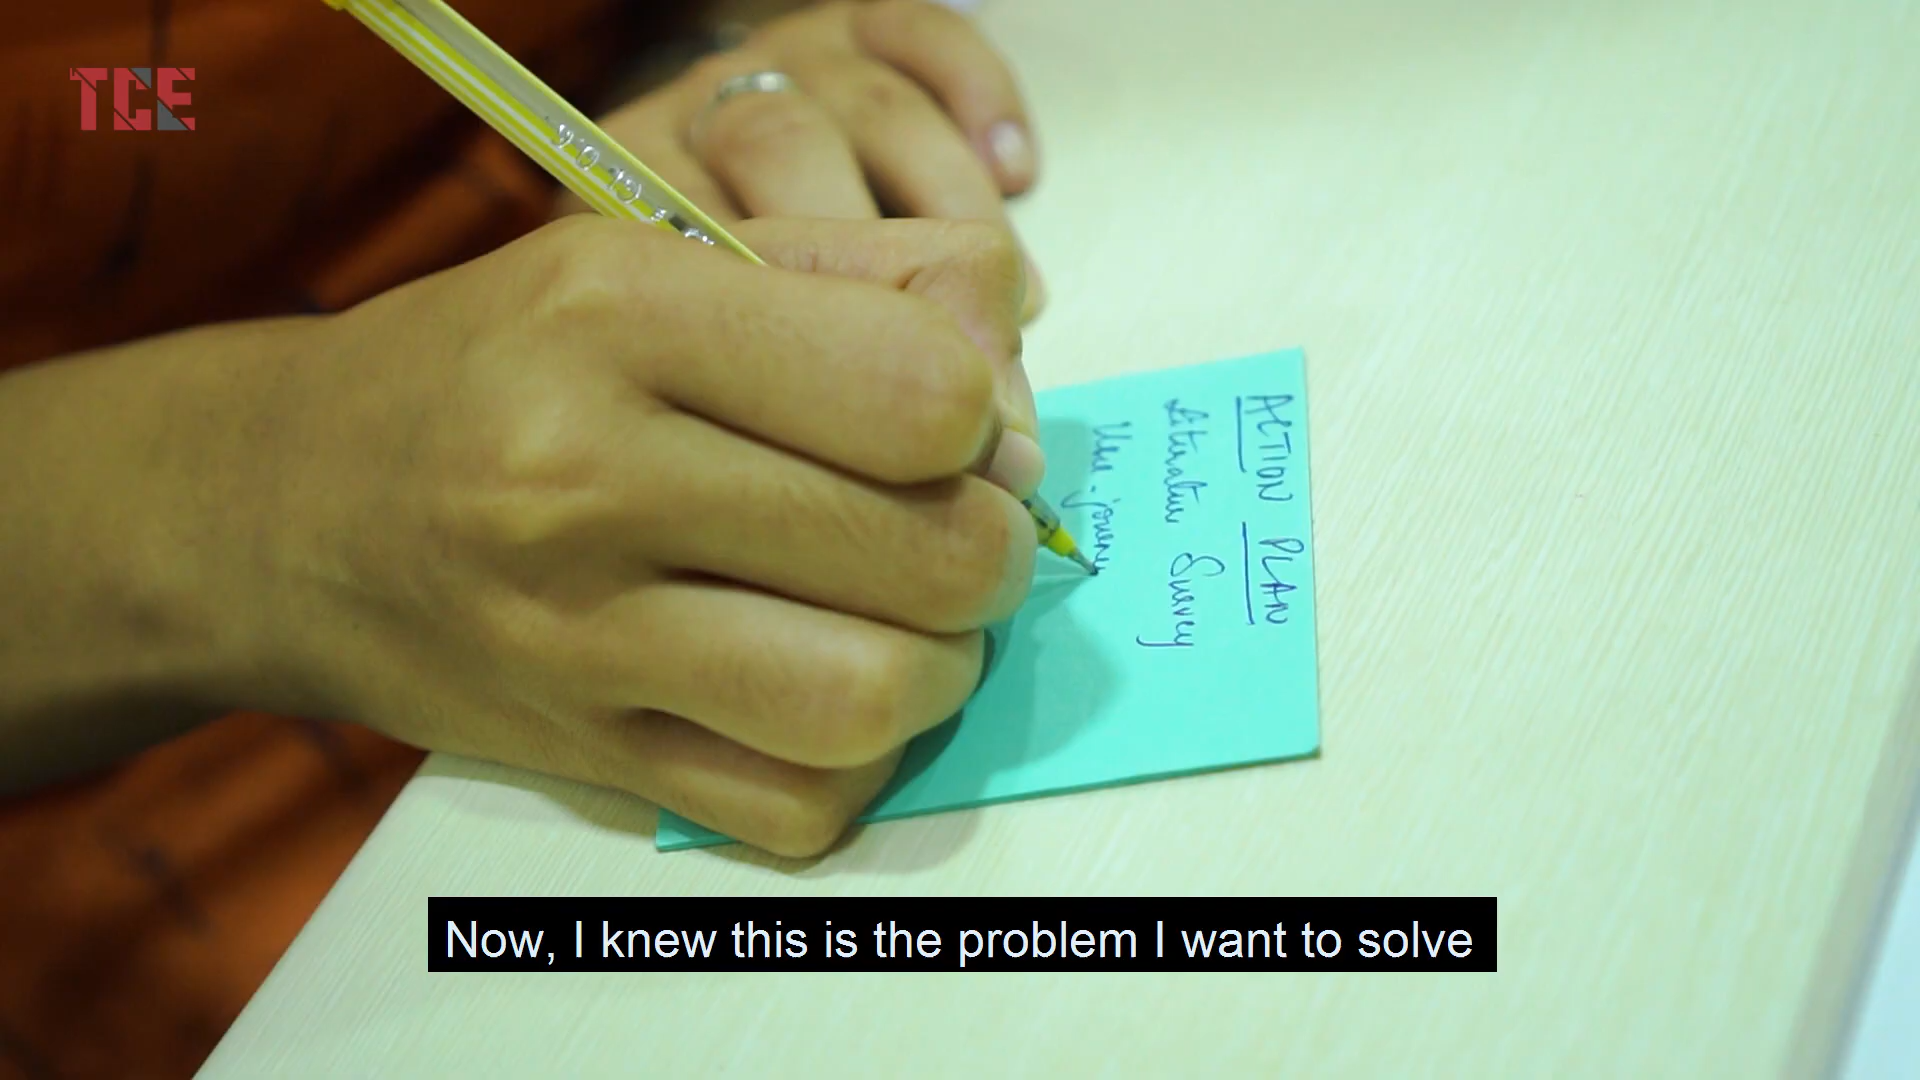 TCE
ACTION PLAN
Literature Survey
User-journey
Now, I knew this is the problem I want to solve